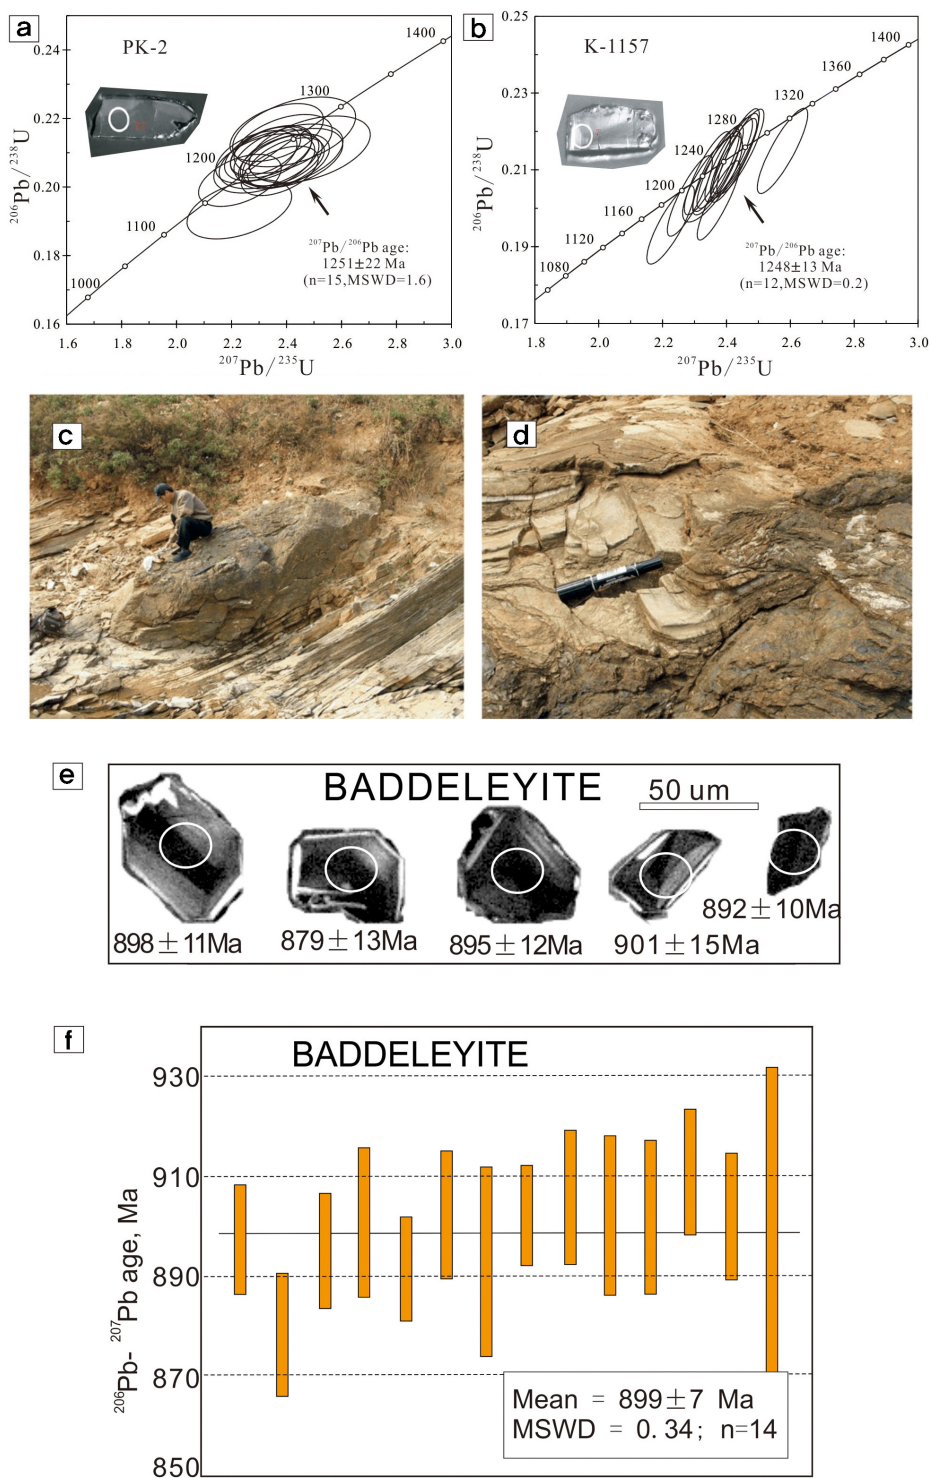 a
PK-2
0.24
0.22
0.20
0.18
0.16
206Pb/238U
1400
1300
1200
1100
1000
207Pb/206Pb age:
1251±22 Ma
(n=15,MSWD=1.6)
1.6 1.8 2.0 2.2 2.4 2.6 2.8 3.0
207Pb/235U
b
K-1157
0.25
0.23
0.21
0.19
0.17
206Pb/238U
1400
1360
1320
1280
1240
1200
1160
1120
1080
207Pb/206Pb age:
1248±13 Ma
(n=12,MSWD=0.2)
1.8 2.0 2.2 2.4 2.6 2.8 3.0
207Pb/235U
c
d
e
BADDELEYITE
50 um
898±11Ma
879±13Ma
895±12Ma
901±15Ma
892±10Ma
f
BADDELEYITE
930
910
890
870
850
206Pb- 207Pb age, Ma
Mean = 899±7 Ma
MSWD = 0.34; n=14